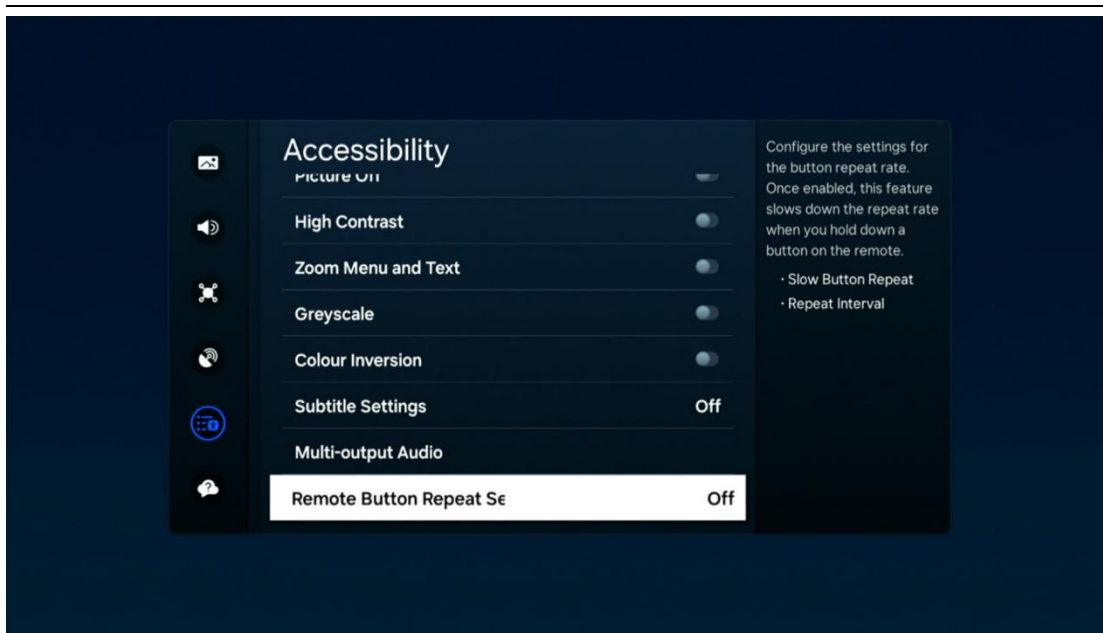 Accessibility
Picture Off
High Contrast
Zoom Menu and Text
Greyscale
Colour Inversion
Subtitle Settings Off
Multi-output Audio
Remote Button Repeat Se Off
Configure the settings for
the button repeat rate.
Once enabled, this feature
slows down the repeat rate
when you hold down a
button on the remote.
· Slow Button Repeat
· Repeat Interval